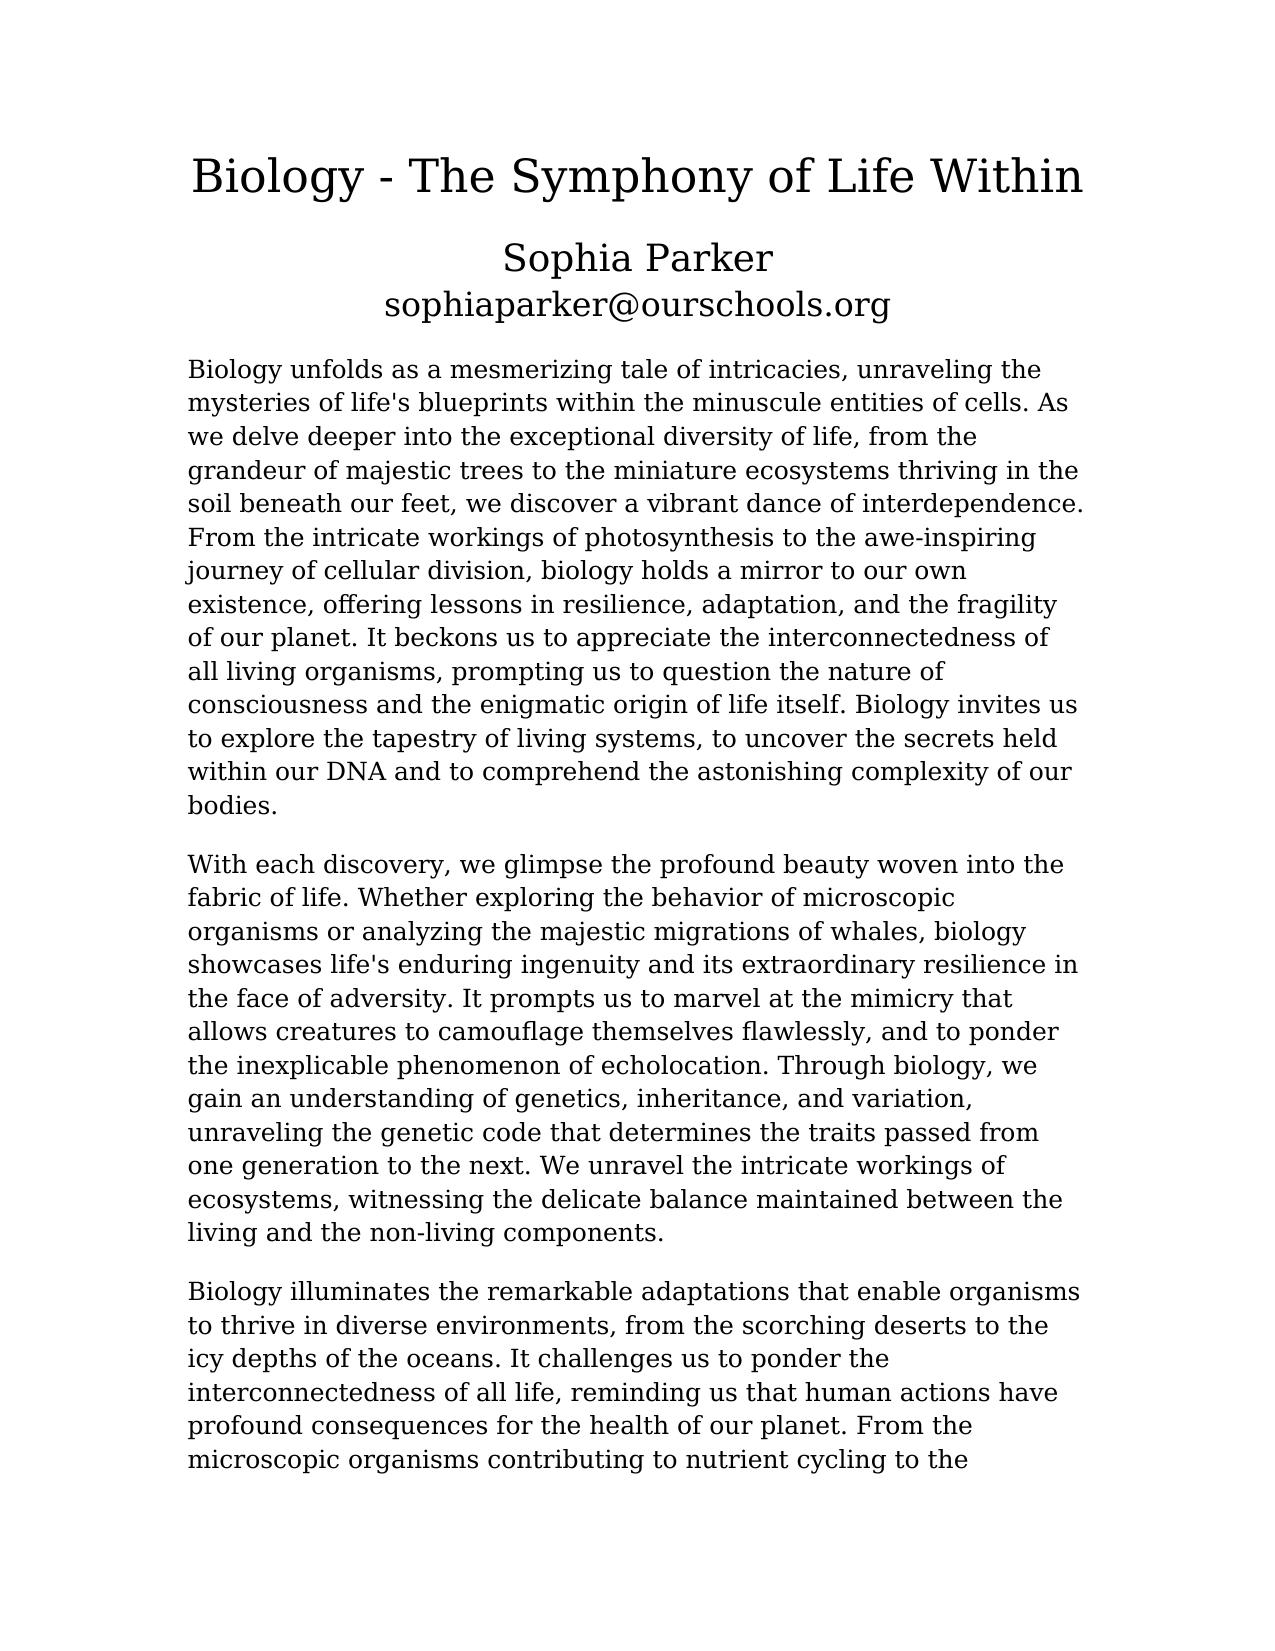 Biology - The Symphony of Life Within
Sophia Parker
sophiaparker@ourschools.org
Biology unfolds as a mesmerizing tale of intricacies, unraveling the
mysteries of life's blueprints within the minuscule entities of cells. As
we delve deeper into the exceptional diversity of life, from the
grandeur of majestic trees to the miniature ecosystems thriving in the
soil beneath our feet, we discover a vibrant dance of interdependence.
From the intricate workings of photosynthesis to the awe-inspiring
journey of cellular division, biology holds a mirror to our own
existence, offering lessons in resilience, adaptation, and the fragility
of our planet. It beckons us to appreciate the interconnectedness of
all living organisms, prompting us to question the nature of
consciousness and the enigmatic origin of life itself. Biology invites us
to explore the tapestry of living systems, to uncover the secrets held
within our DNA and to comprehend the astonishing complexity of our
bodies.
With each discovery, we glimpse the profound beauty woven into the
fabric of life. Whether exploring the behavior of microscopic
organisms or analyzing the majestic migrations of whales, biology
showcases life's enduring ingenuity and its extraordinary resilience in
the face of adversity. It prompts us to marvel at the mimicry that
allows creatures to camouflage themselves flawlessly, and to ponder
the inexplicable phenomenon of echolocation. Through biology, we
gain an understanding of genetics, inheritance, and variation,
unraveling the genetic code that determines the traits passed from
one generation to the next. We unravel the intricate workings of
ecosystems, witnessing the delicate balance maintained between the
living and the non-living components.
Biology illuminates the remarkable adaptations that enable organisms
to thrive in diverse environments, from the scorching deserts to the
icy depths of the oceans. It challenges us to ponder the
interconnectedness of all life, reminding us that human actions have
profound consequences for the health of our planet. From the
microscopic organisms contributing to nutrient cycling to the